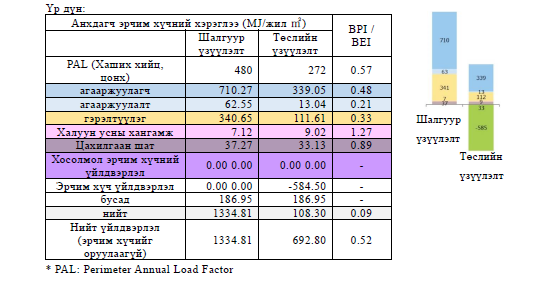 Үр дүн:
Анхдагч эрчим хүчний хэрэглээ (MJ/жил ㎡) BPI / BEI
Шалгуур үзүүлэлт Төслийн үзүүлэлт
PAL (Хаших хийц, цонх) 480 272 0.57
агааржуулагч 710.27 339.05 0.48
агааржуулалт 62.55 13.04 0.21
гэрэлтүүлэг 340.65 111.61 0.33
Халуун усны хангамж 7.12 9.02 1.27
Цахилгаан шат 37.27 33.13 0.89
Хосолмол эрчим хүчний үйлдвэрлэл 0.00 0.00 0.00 0.00 -
Эрчим хүч үйлдвэрлэл 0.00 0.00 -584.50 -
бусад 186.95 186.95 -
нийт 1334.81 108.30 0.09
Нийт үйлдвэрлэл (эрчим хүчийг оруулаагүй) 1334.81 692.80 0.52
* PAL: Perimeter Annual Load Factor
710
63
341
7
37
339
13
112
9
33
-585
Шалгуур үзүүлэлт
Төслийн үзүүлэлт